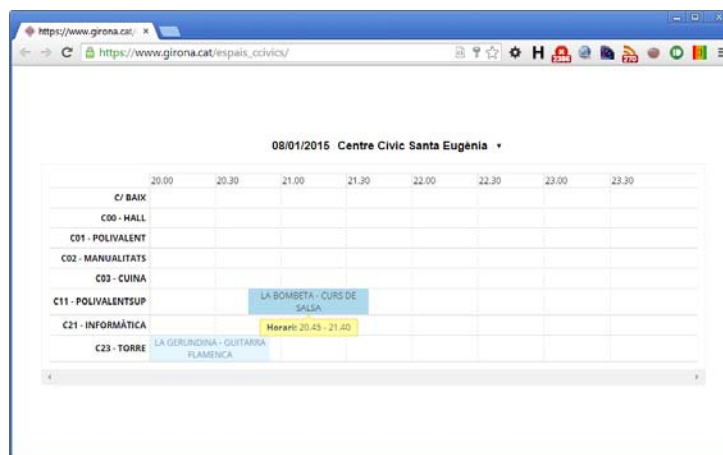 https://www.girona.cat/
https://www.girona.cat/espais_ccivics/
H
2386
270
08/01/2015 Centre Cívic Santa Eugènia
20.00 20.30 21.00 21.30 22.00 22.30 23.00 23.30
C/ BAIX
C00 - HALL
C01 - POLIVALENT
C02 - MANUALITATS
C03 - CUINA
C11 - POLIVALENTSUP
LA BOMBETA - CURS DE
SALSA
C21 - INFORMÀTICA
Horari: 20.45 - 21.40
C23 - TORRE
LA GERUNDINA - GUITARRA
FLAMENCA